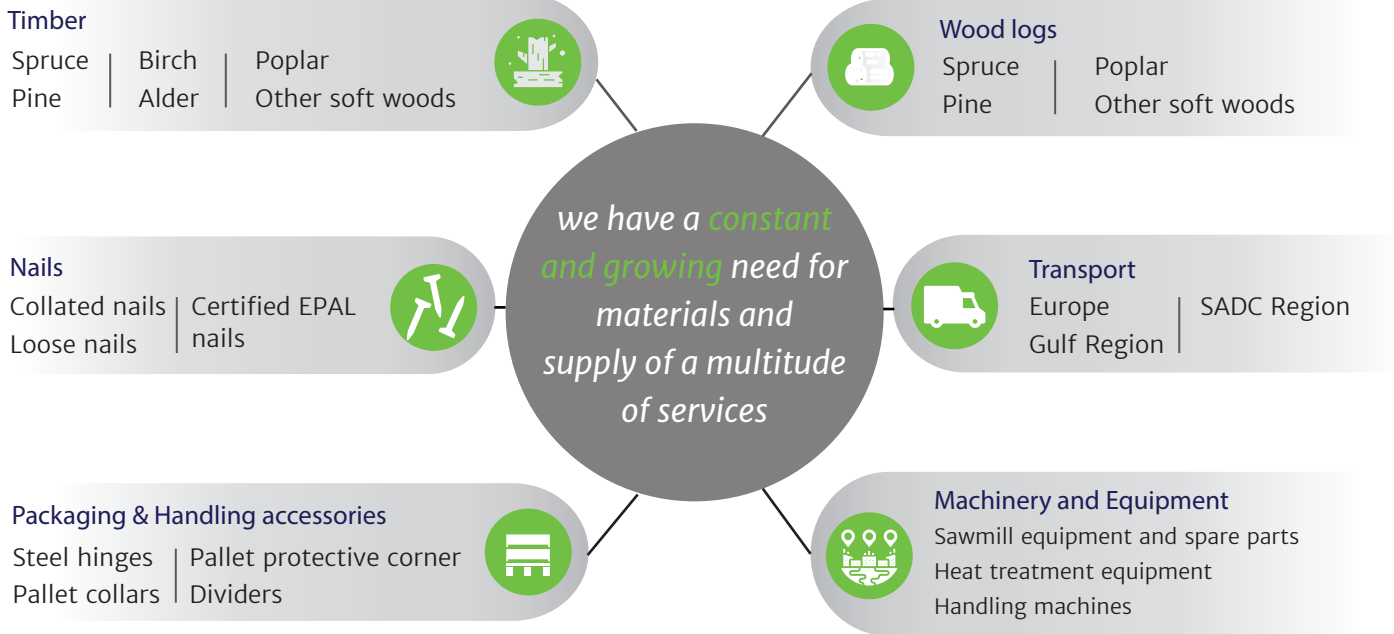 Timber
Spruce
Pine
Birch
Alder
Poplar
Other soft woods
Wood logs
Spruce
Pine
Poplar
Other soft woods
we have a constant
and growing need for
materials and
supply of a multitude
of services
Nails
Collated nails
Loose nails
Certified EPAL
nails
Transport
Europe
Gulf Region
SADC Region
Packaging & Handling accessories
Steel hinges
Pallet collars
Pallet protective corner
Dividers
Machinery and Equipment
Sawmill equipment and spare parts
Heat treatment equipment
Handling machines